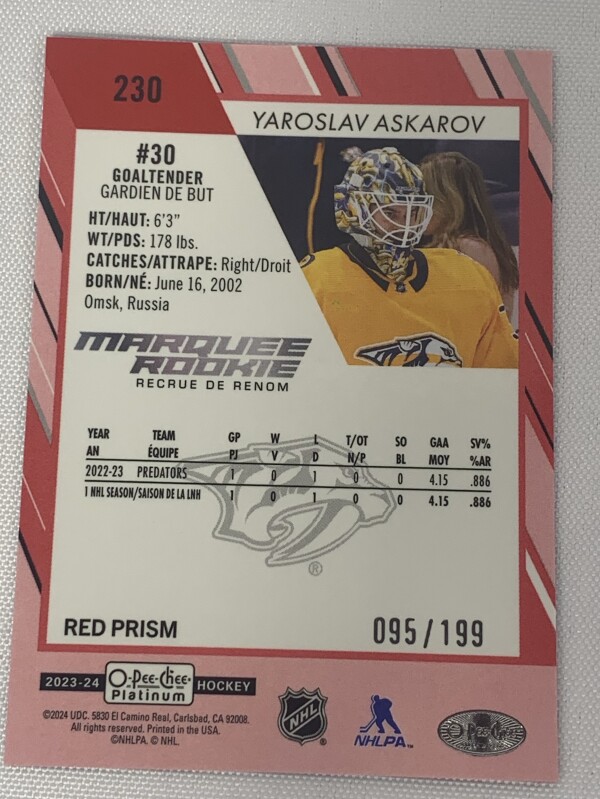 230
YAROSLAV ASKAROV
#30
GOALTENDER
GARDIEN DE BUT
HT/HAUT: 6'3"
WT/PDS: 178 lbs.
CATCHES/ATTRAPE: Right/Droit
BORN/NÉ: June 16, 2002
Omsk, Russia
MARQUEE
ROOKIE
RECRUE DE RENOM
YEAR TEAM GP W L T/OT SO GAA SV%
AN ÉQUIPE PJ V D N/P BL MOY %AR
2022-23 PREDATORS 1 0 1 0 0 4.15 .886
1 NHL SEASON/SAISON DE LA LNH 1 0 1 0 0 4.15 .886
®
RED PRISM
095/199
2023-24 O-Pee-Chee Platinum HOCKEY
©2024 UDC. 5830 El Camino Real, Carlsbad, CA 92008.
All rights reserved. Printed in the USA.
©NHLPA. © NHL.
NHL
NHLPA™
O-Pee-Chee